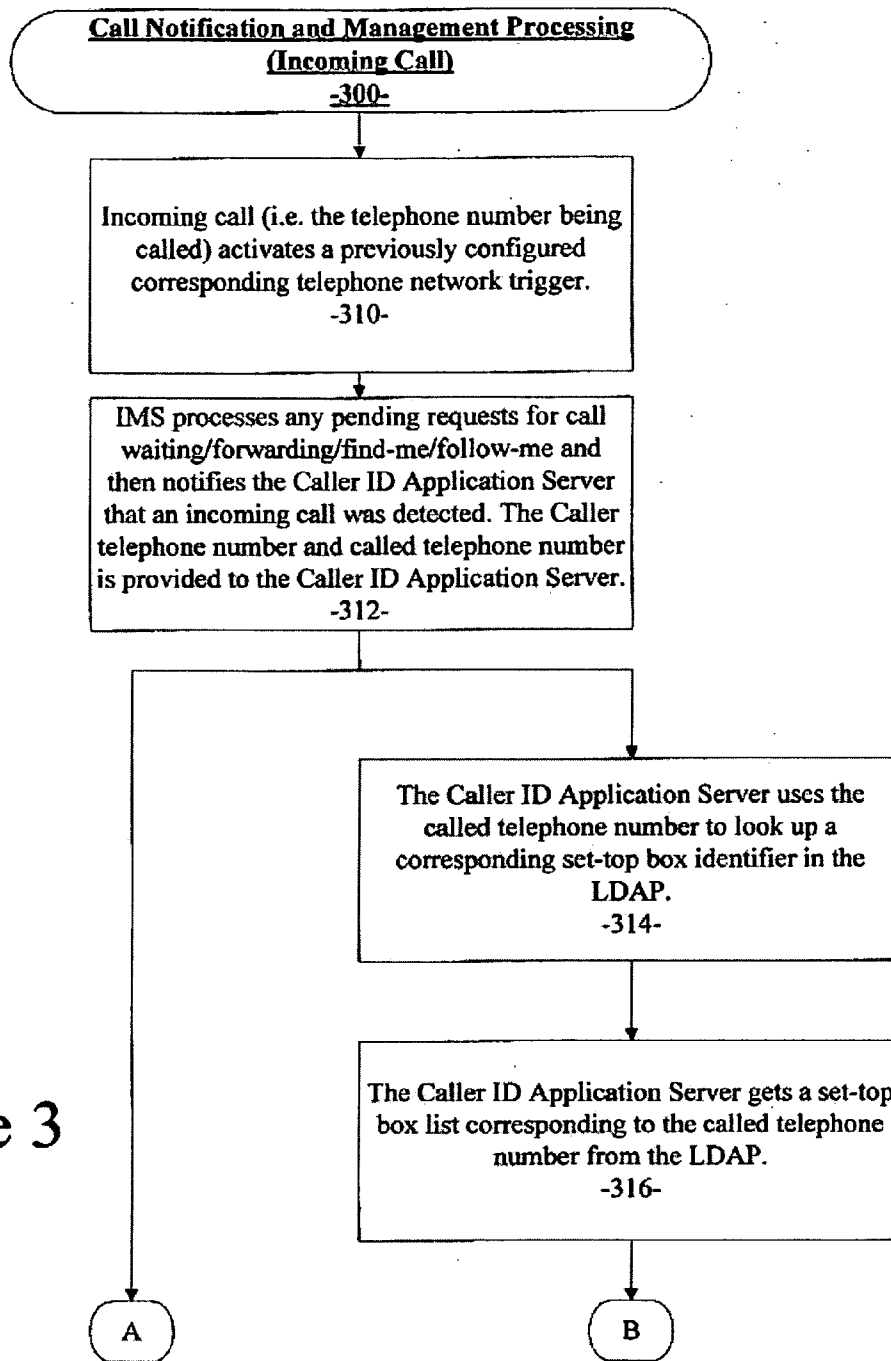 Call Notification and Management Processing
(Incoming Call)
-300-
Incoming call (i.e. the telephone number being
called) activates a previously configured
corresponding telephone network trigger.
-310-
IMS processes any pending requests for call
waiting/forwarding/find-me/follow-me and
then notifies the Caller ID Application Server
that an incoming call was detected. The Caller
telephone number and called telephone number
is provided to the Caller ID Application Server.
-312-
The Caller ID Application Server uses the
called telephone number to look up a
corresponding set-top box identifier in the
LDAP.
-314-
The Caller ID Application Server gets a set-top
box list corresponding to the called telephone
number from the LDAP.
-316-
e 3
A
B